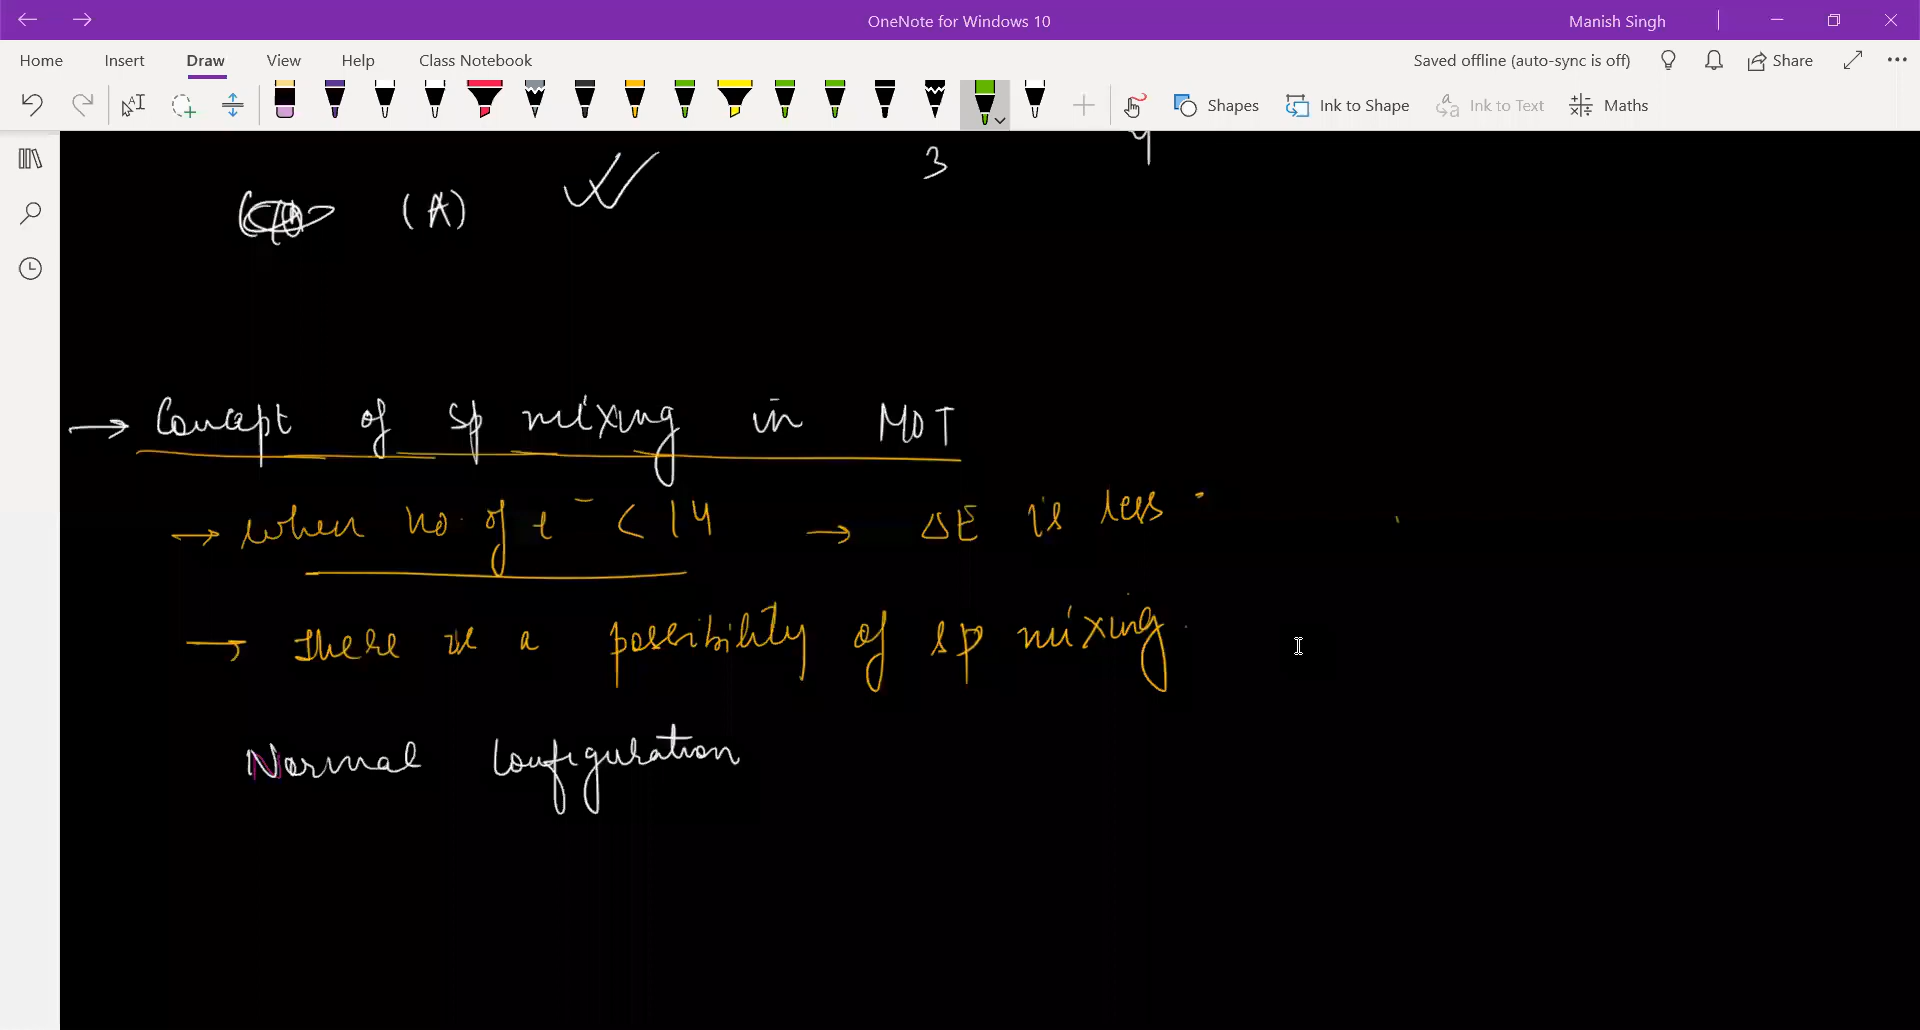 OneNote for Windows 10
Manish Singh
Home Insert Draw View Help Class Notebook
Saved offline (auto-sync is off) Share
Shapes Ink to Shape Ink to Text Maths
3 4
(A)
→ Concept of sp mixing in MOT
→ when no. of e⁻ < 14 → ΔE is less
→ There is a possibility of sp mixing
Normal Configuration